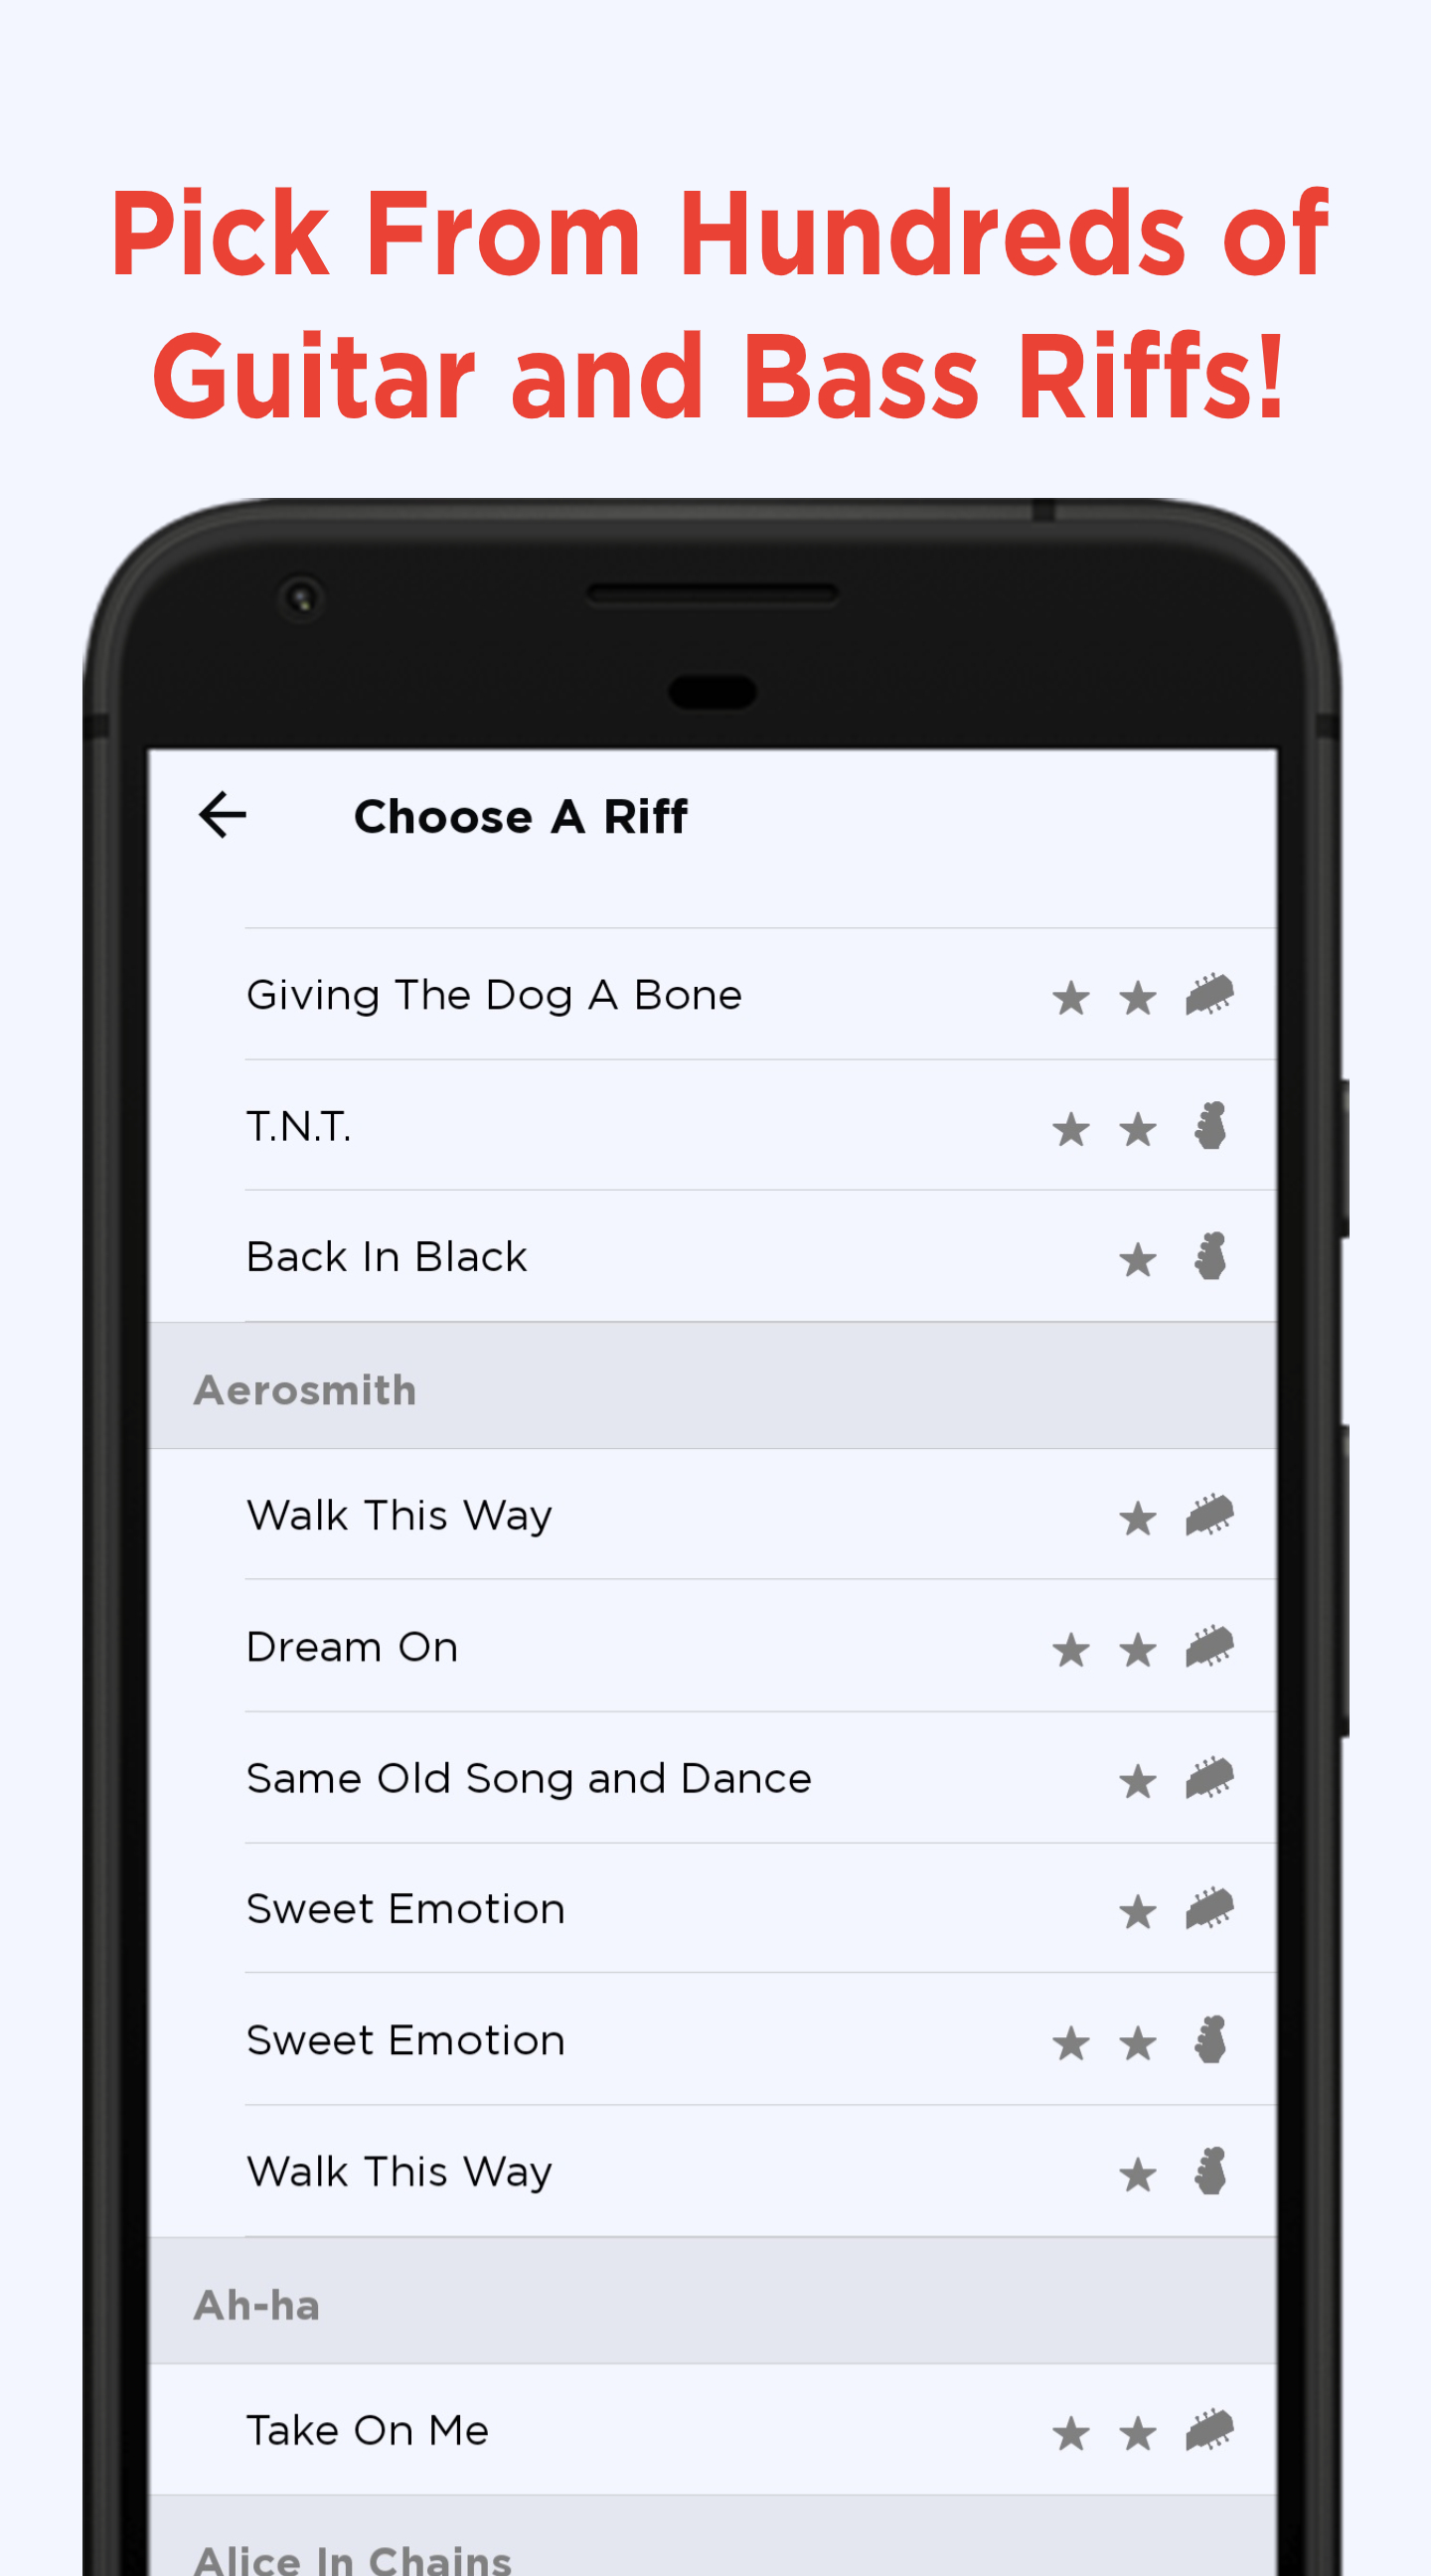 Pick From Hundreds of
Guitar and Bass Riffs!
Choose A Riff
Giving The Dog A Bone
T.N.T.
Back In Black
Aerosmith
Walk This Way
Dream On
Same Old Song and Dance
Sweet Emotion
Sweet Emotion
Walk This Way
Ah-ha
Take On Me
Alice In Chains